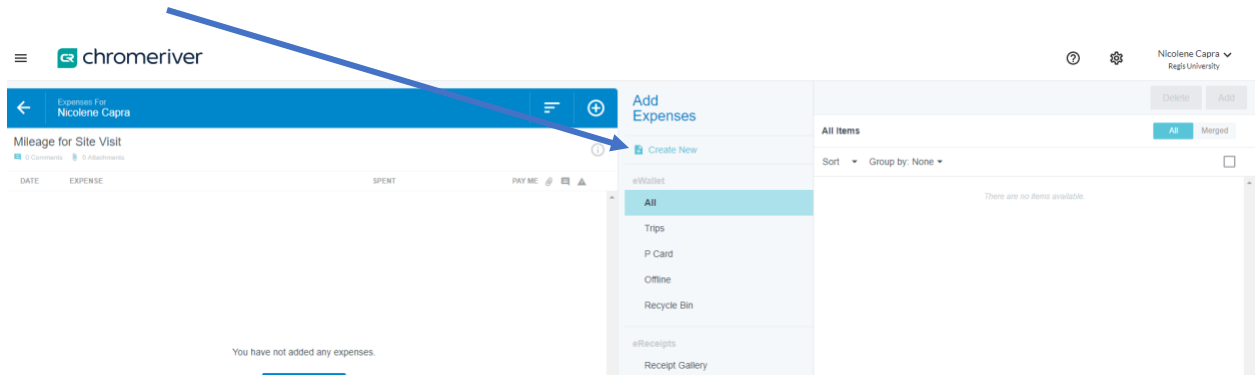 chromeriver
Nicolene Capra
Regis University
Expenses For
Nicolene Capra
Mileage for Site Visit
0 Comments 0 Attachments
DATE EXPENSE SPENT PAY ME
You have not added any expenses.
Add
Expenses
Create New
eWallet
All
Trips
P Card
Offline
Recycle Bin
eReceipts
Receipt Gallery
Delete Add
All Items All Merged
Sort Group by: None
There are no items available